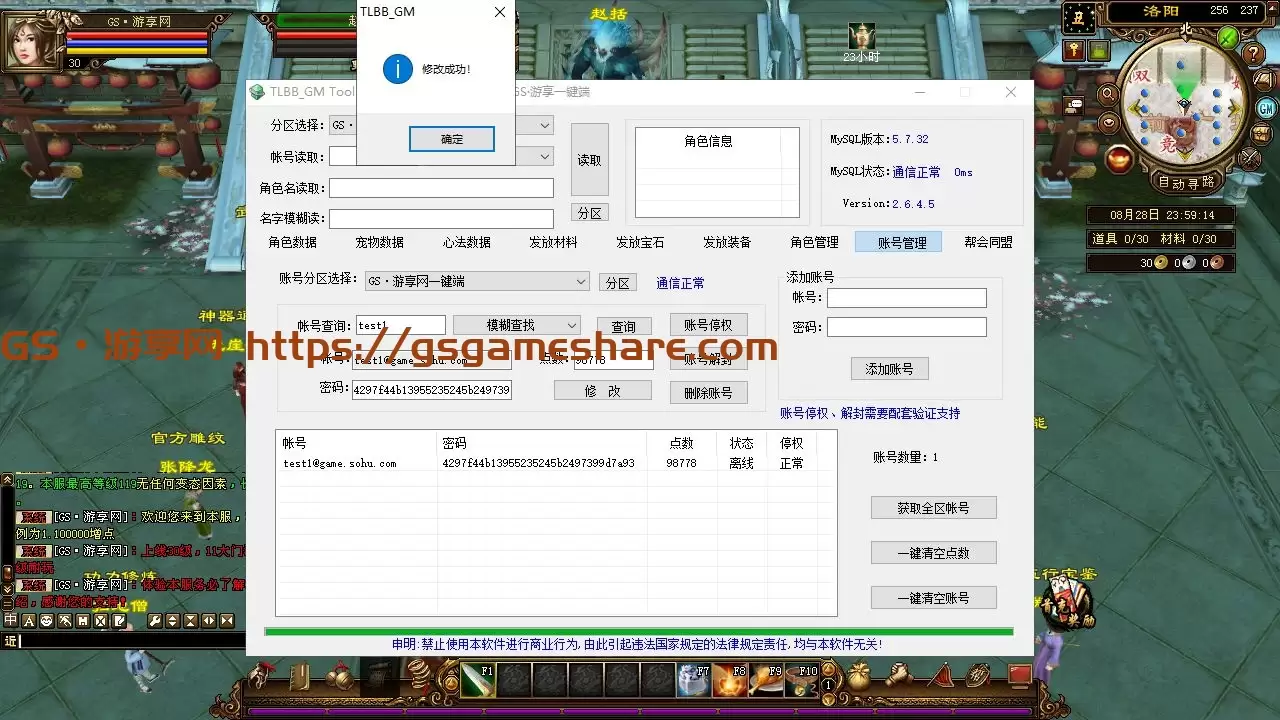 GS·游享网
30
赵括
23小时
洛阳 256 237
北
自动寻路
08月28日 23:59:14
道具 0/30 材料 0/30
30 0 0
TLBB_GM
修改成功!
确定
TLBB_GM Tool
GS·游享一键端
分区选择: GS·
帐号读取:
角色名读取:
名字模糊读:
读取
分区
角色信息
MySQL版本:5.7.32
MySQL状态:通信正常 0ms
Version:2.6.4.5
角色数据 宠物数据 心法数据 发放材料 发放宝石 发放装备 角色管理 账号管理 帮会同盟
账号分区选择: GS·游享网一键端 分区 通信正常
添加账号
帐号:
密码:
添加账号
账号查询: test1 模糊查找 查询 账号停权
GS·游享网 https://gsgameshare.com
帐号: test1@game.sohu.com 点数: 98778 账号解封
密码: 4297f44b13955235245b249739 修 改 删除账号
账号停权、解封需要配套验证支持
帐号 密码 点数 状态 停权
test1@game.sohu.com 4297f44b13955235245b2497399d7a93 98778 离线 正常
账号数量: 1
获取全区帐号
一键清空点数
一键清空账号
申明:禁止使用本软件进行商业行为,由此引起违法国家规定的法律规定责任,均与本软件无关!
官方雕纹
张降龙
19。本服最高等级119无任何变态因素，
系统 [GS·游享网]: 欢迎您来到本服，
例为1.100000增点
系统 [GS·游享网]: 上线30级，11大门
级耐玩
系统 [GS·游享网]: 体验本服务必了解
绍，感谢您的支持!
近
F1 F7 F8 F9 F10